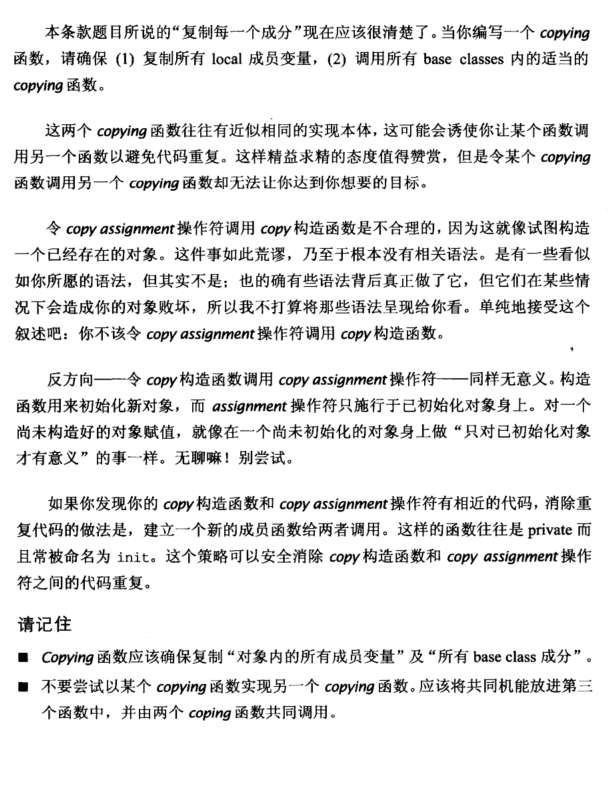 本条款题目所说的“复制每一个成分”现在应该很清楚了。当你编写一个 copying
函数，请确保 (1) 复制所有 local 成员变量，(2) 调用所有 base classes 内的适当的
copying 函数。
这两个 copying 函数往往有近似相同的实现本体，这可能会诱使你让某个函数调
用另一个函数以避免代码重复。这样精益求精的态度值得赞赏，但是令某个 copying
函数调用另一个 copying 函数却无法让你达到你想要的目标。
令 copy assignment 操作符调用 copy 构造函数是不合理的，因为这就像试图构造
一个已经存在的对象。这件事如此荒谬，乃至于根本没有相关语法。是有一些看似
如你所愿的语法，但其实不是；也的确有些语法背后真正做了它，但它们在某些情
况下会造成你的对象败坏，所以我不打算将那些语法呈现给你看。单纯地接受这个
叙述吧：你不该令 copy assignment 操作符调用 copy 构造函数。
反方向——令 copy 构造函数调用 copy assignment 操作符——同样无意义。构造
函数用来初始化新对象，而 assignment 操作符只施行于已初始化对象身上。对一个
尚未构造好的对象赋值，就像在一个尚未初始化的对象身上做“只对已初始化对象
才有意义”的事一样。无聊嘛！别尝试。
如果你发现你的 copy 构造函数和 copy assignment 操作符有相近的代码，消除重
复代码的做法是，建立一个新的成员函数给两者调用。这样的函数往往是 private 而
且常被命名为 init。这个策略可以安全消除 copy 构造函数和 copy assignment 操作
符之间的代码重复。
请记住
■ Copying 函数应该确保复制“对象内的所有成员变量”及“所有 base class 成分”。
■ 不要尝试以某个 copying 函数实现另一个 copying 函数。应该将共同机能放进第三
个函数中，并由两个 coping 函数共同调用。